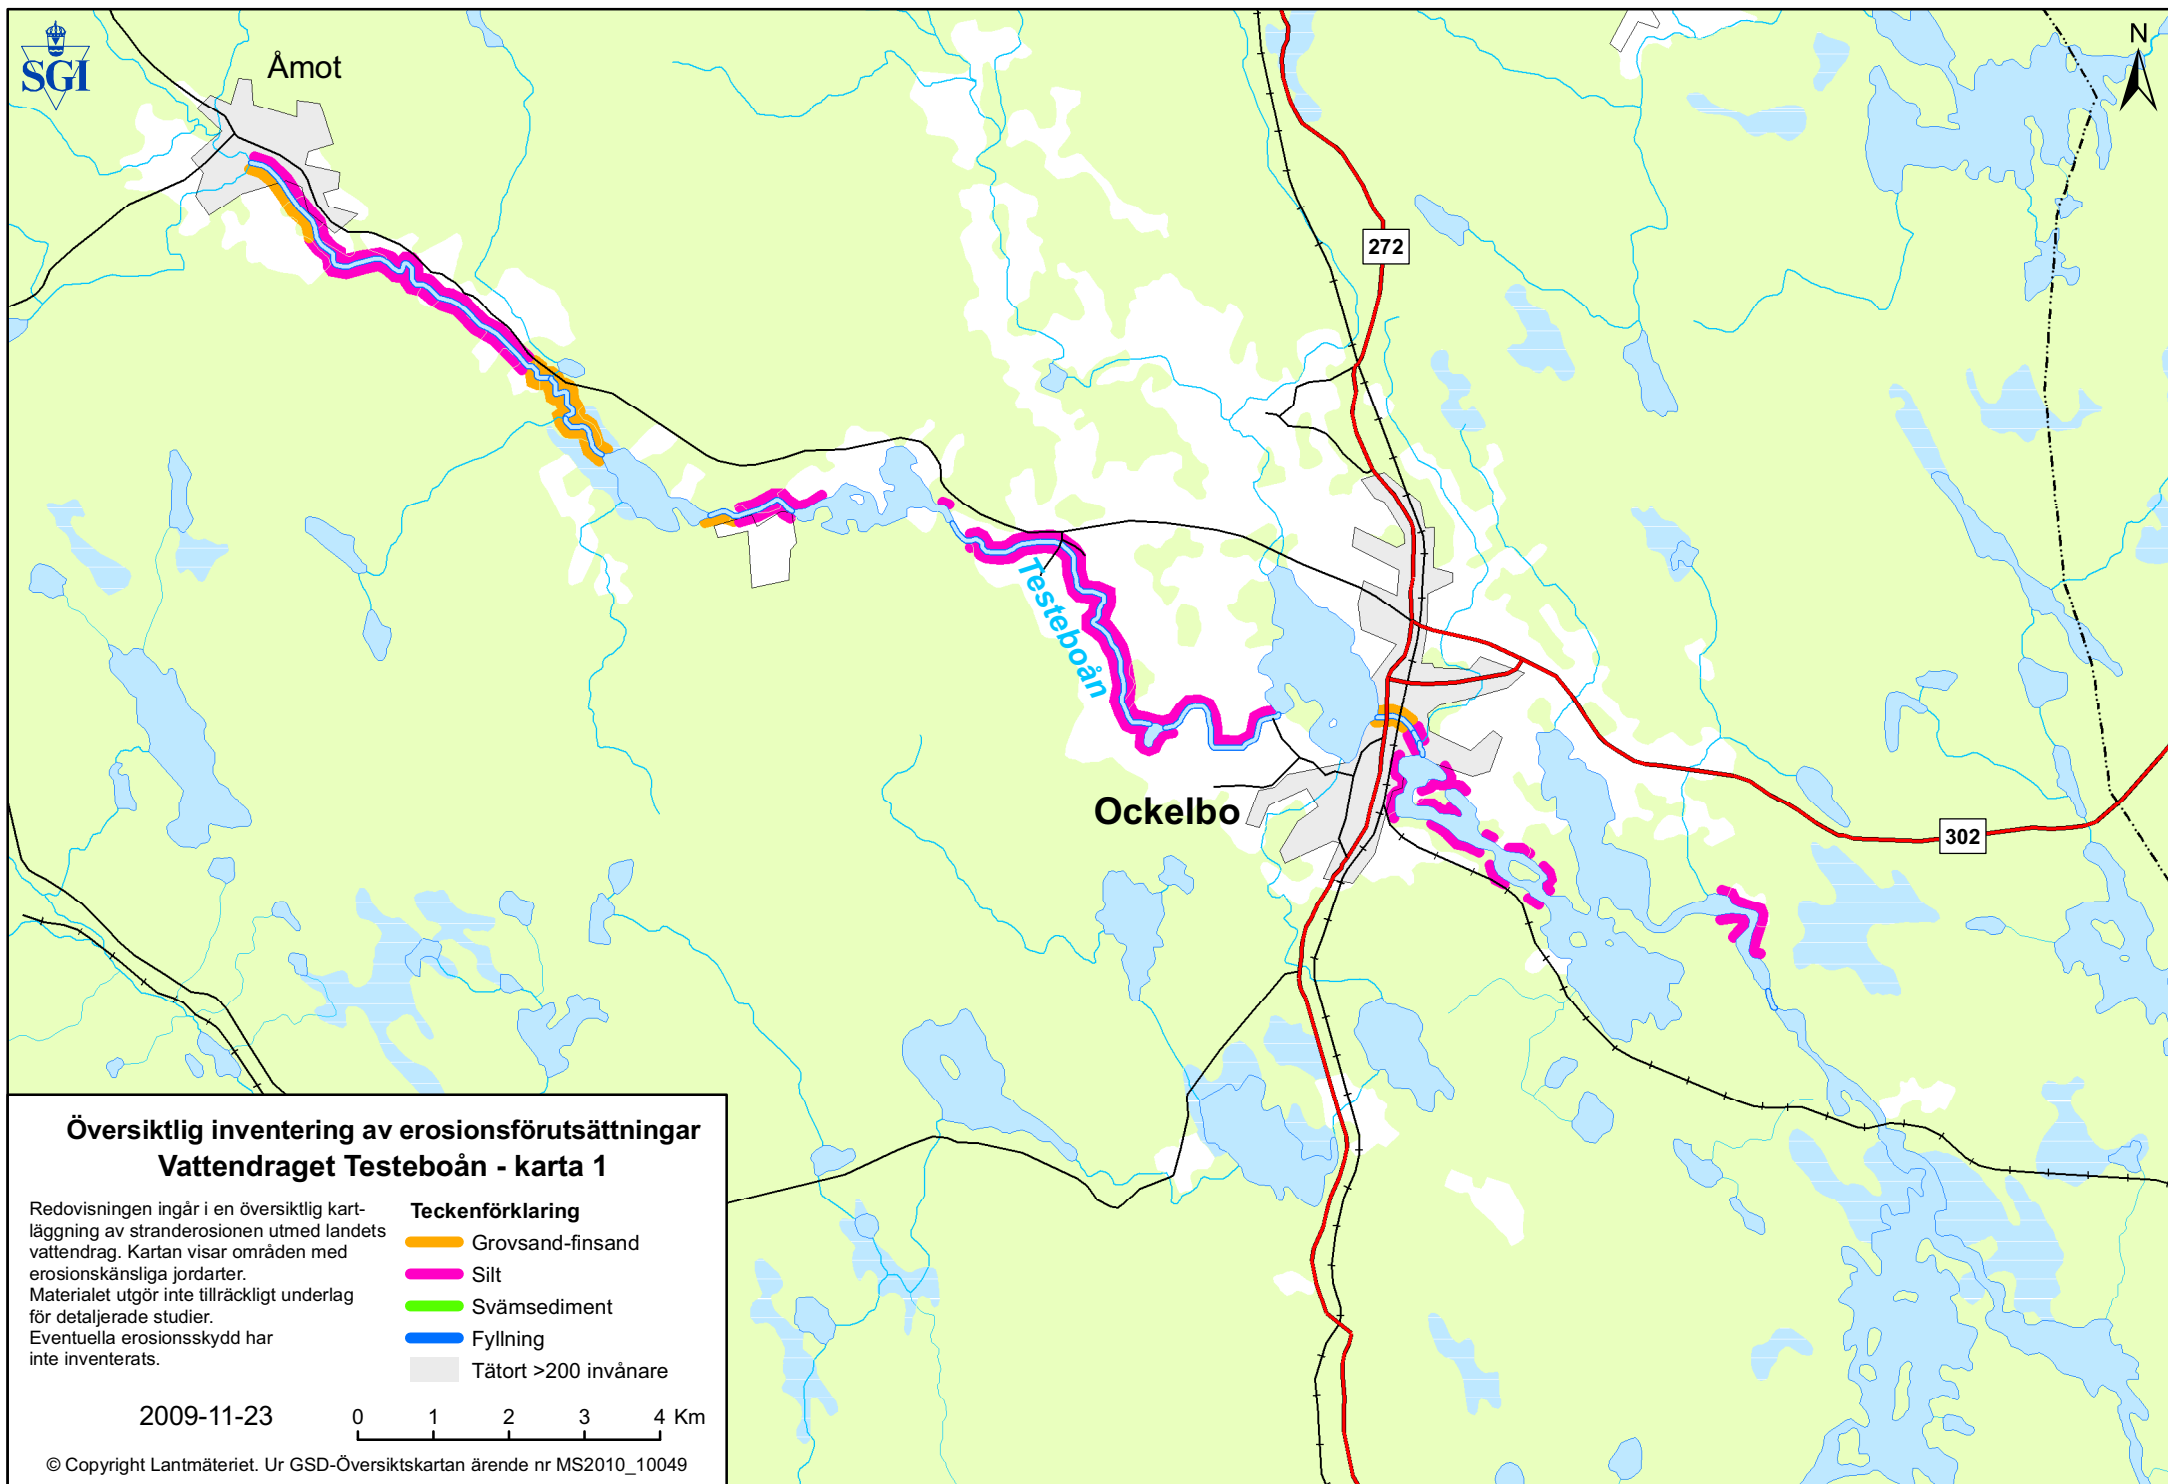 SGI
Åmot
N
272
Testeboån
Ockelbo
302
Översiktlig inventering av erosionsförutsättningar
Vattendraget Testeboån - karta 1
Redovisningen ingår i en översiktlig kart-
läggning av stranderosionen utmed landets
vattendrag. Kartan visar områden med
erosionskänsliga jordarter.
Materialet utgör inte tillräckligt underlag
för detaljerade studier.
Eventuella erosionsskydd har
inte inventerats.
Teckenförklaring
Grovsand-finsand
Silt
Svämsediment
Fyllning
Tätort >200 invånare
2009-11-23
0 1 2 3 4 Km
© Copyright Lantmäteriet. Ur GSD-Översiktskartan ärende nr MS2010_10049